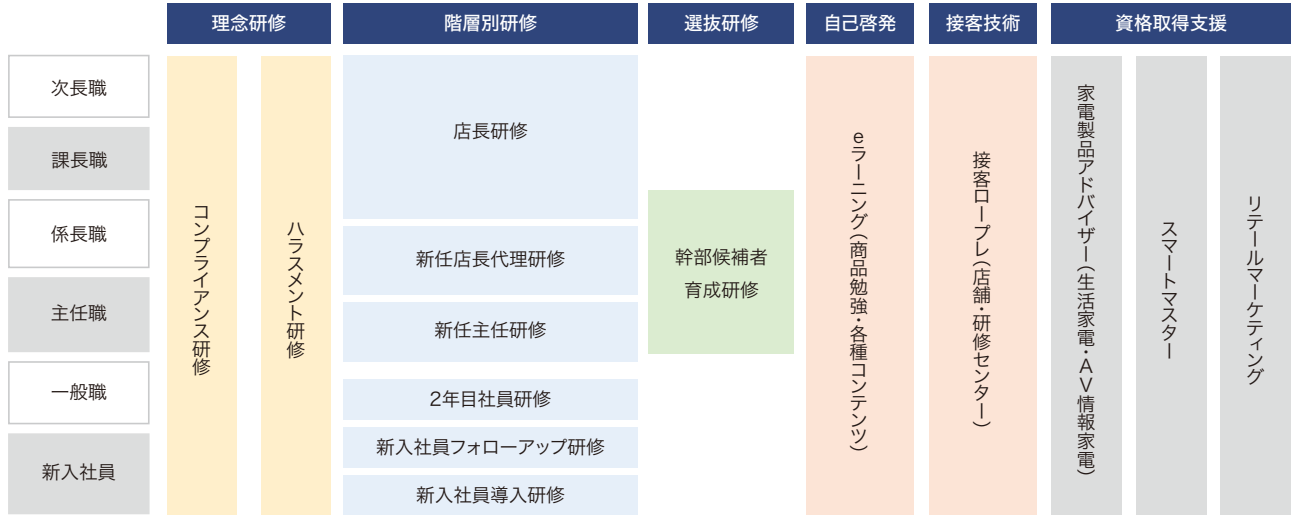 理念研修
階層別研修
選抜研修
自己啓発
接客技術
資格取得支援
次長職
課長職
係長職
主任職
一般職
新入社員
コンプライアンス研修
ハラスメント研修
店長研修
新任店長代理研修
新任主任研修
2年目社員研修
新入社員フォローアップ研修
新入社員導入研修
幹部候補者
育成研修
eラーニング(商品勉強・各種コンテンツ)
接客ロープレ(店舗・研修センター)
家電製品アドバイザー(生活家電・AV情報家電)
スマートマスター
リテールマーケティング